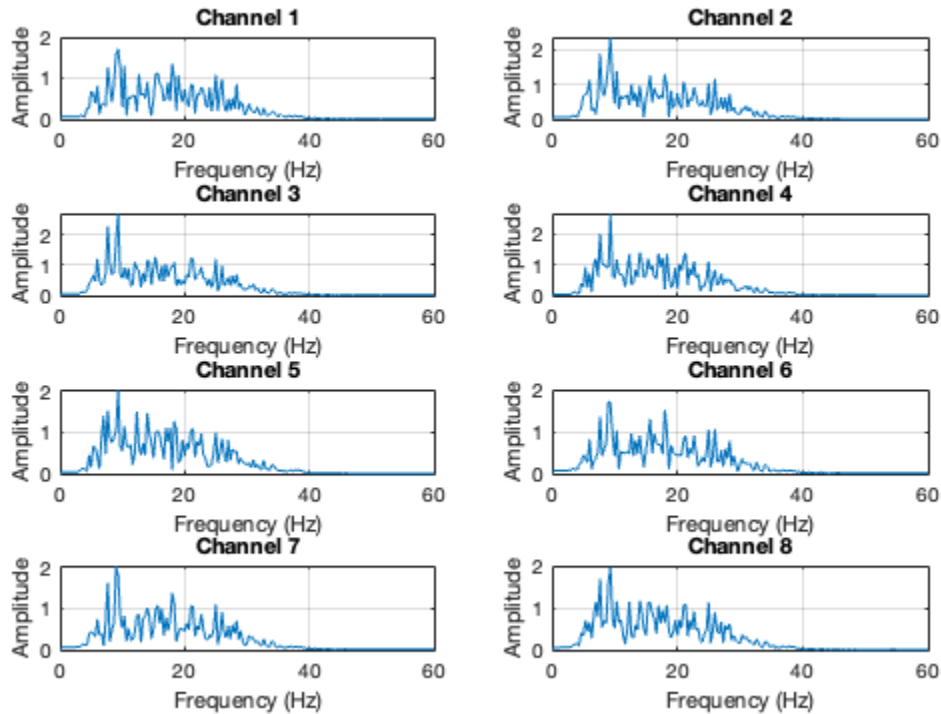 Channel 1
Amplitude
2
1
0
0 20 40 60
Frequency (Hz)
Channel 2
Amplitude
2
1
0
0 20 40 60
Frequency (Hz)
Channel 3
Amplitude
2
1
0
0 20 40 60
Frequency (Hz)
Channel 4
Amplitude
2
1
0
0 20 40 60
Frequency (Hz)
Channel 5
Amplitude
2
1
0
0 20 40 60
Frequency (Hz)
Channel 6
Amplitude
2
1
0
0 20 40 60
Frequency (Hz)
Channel 7
Amplitude
2
1
0
0 20 40 60
Frequency (Hz)
Channel 8
Amplitude
2
1
0
0 20 40 60
Frequency (Hz)